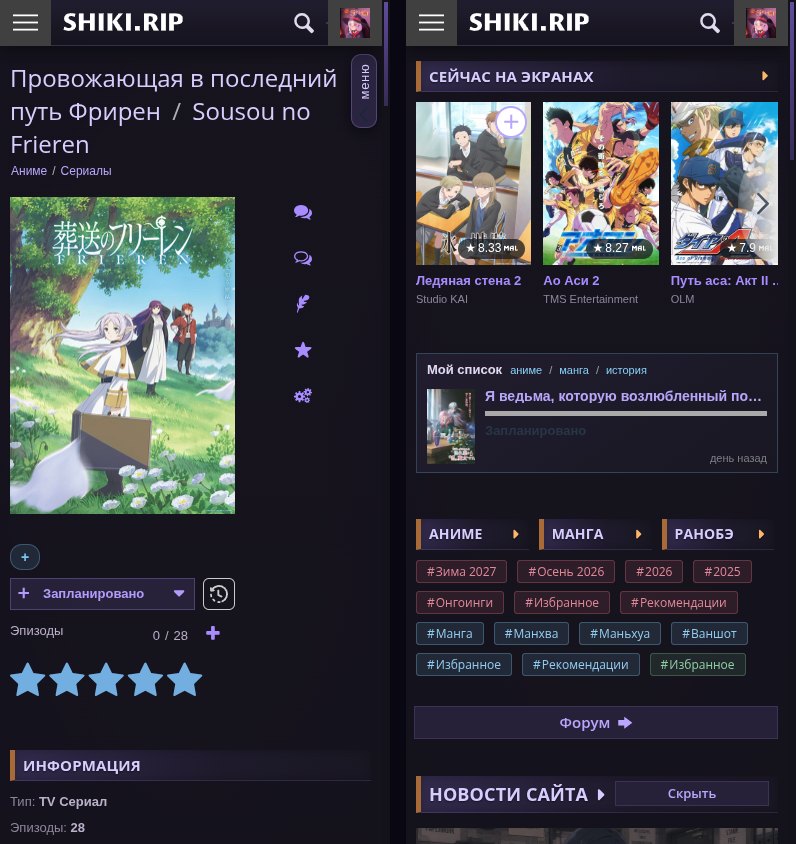 SHIKI.RIP
Провожающая в последний
путь Фрирен / Sousou no
Frieren
меню
Аниме / Сериалы
葬送のフリーレン
FRIEREN
+
+ Запланировано
Эпизоды 0 / 28 +
ИНФОРМАЦИЯ
Тип: TV Сериал
Эпизоды: 28
SHIKI.RIP
СЕЙЧАС НА ЭКРАНАХ
★ 8.33 MAL
★ 8.27 MAL
★ 7.9 MAL
Ледяная стена 2
Ао Аси 2
Путь аса: Акт II ..
Studio KAI
TMS Entertainment
OLM
Мой список аниме / манга / история
Я ведьма, которую возлюбленный по…
Запланировано
день назад
АНИМЕ
МАНГА
РАНОБЭ
#Зима 2027 #Осень 2026 #2026 #2025
#Онгоинги #Избранное #Рекомендации
#Манга #Манхва #Маньхуа #Ваншот
#Избранное #Рекомендации #Избранное
Форум
НОВОСТИ САЙТА
Скрыть